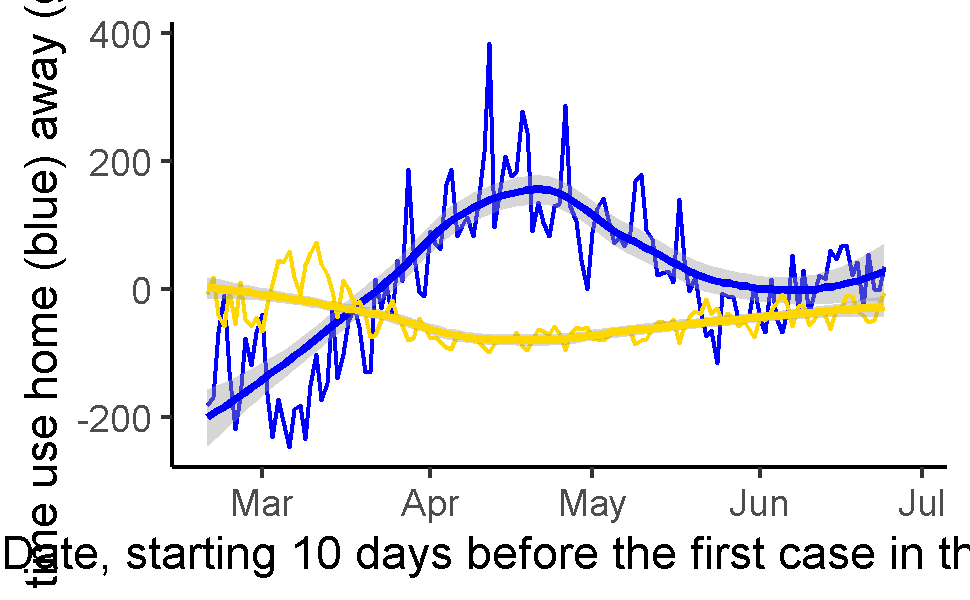 time use home (blue) away (
400
200
0
-200
Mar Apr May Jun Jul
Date, starting 10 days before the first case in th